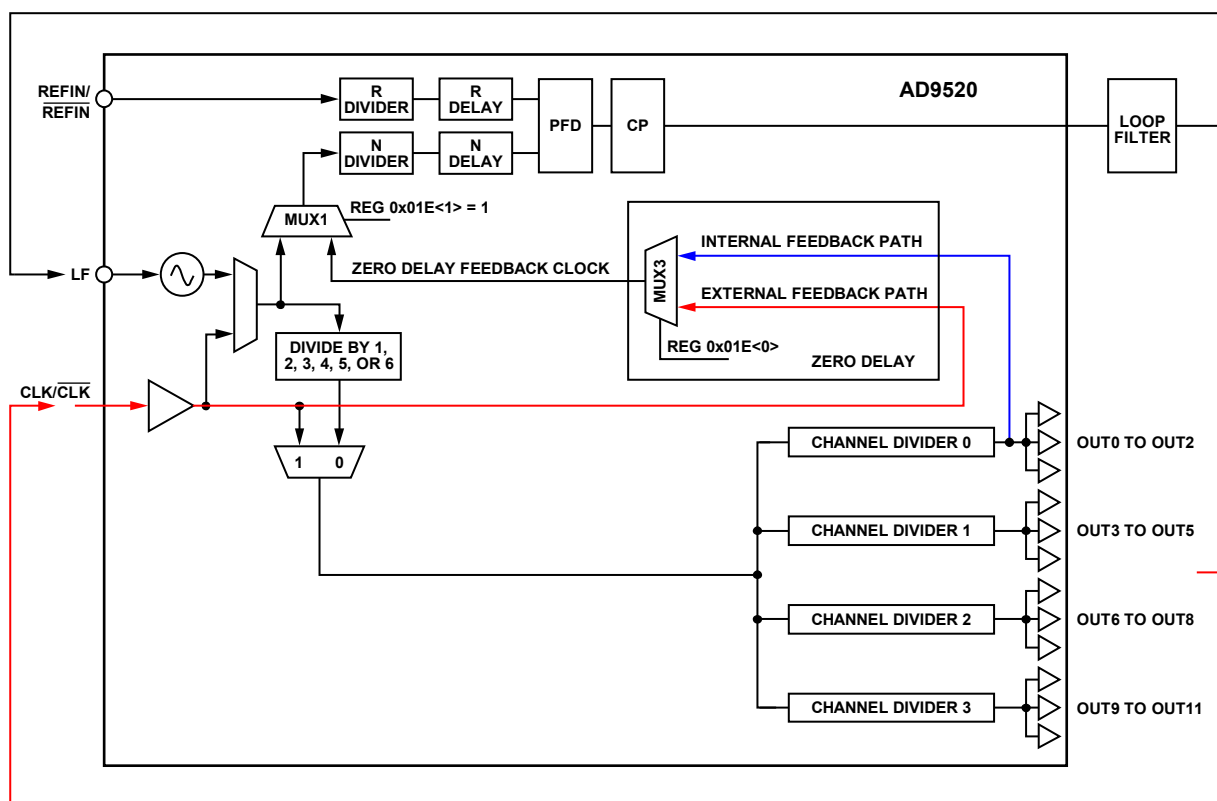 AD9520
REFIN/
REFIN
R
DIVIDER
R
DELAY
PFD
CP
LOOP
FILTER
N
DIVIDER
N
DELAY
MUX1
REG 0x01E<1> = 1
LF
ZERO DELAY FEEDBACK CLOCK
MUX3
INTERNAL FEEDBACK PATH
EXTERNAL FEEDBACK PATH
REG 0x01E<0>
ZERO DELAY
DIVIDE BY 1,
2, 3, 4, 5, OR 6
CLK/CLK
1 0
CHANNEL DIVIDER 0
OUT0 TO OUT2
CHANNEL DIVIDER 1
OUT3 TO OUT5
CHANNEL DIVIDER 2
OUT6 TO OUT8
CHANNEL DIVIDER 3
OUT9 TO OUT11